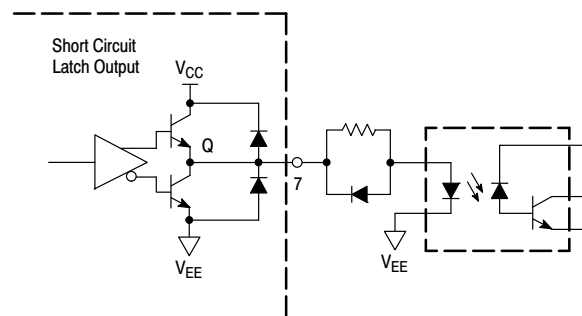 Short Circuit
Latch Output
VCC
Q
7
VEE
VEE